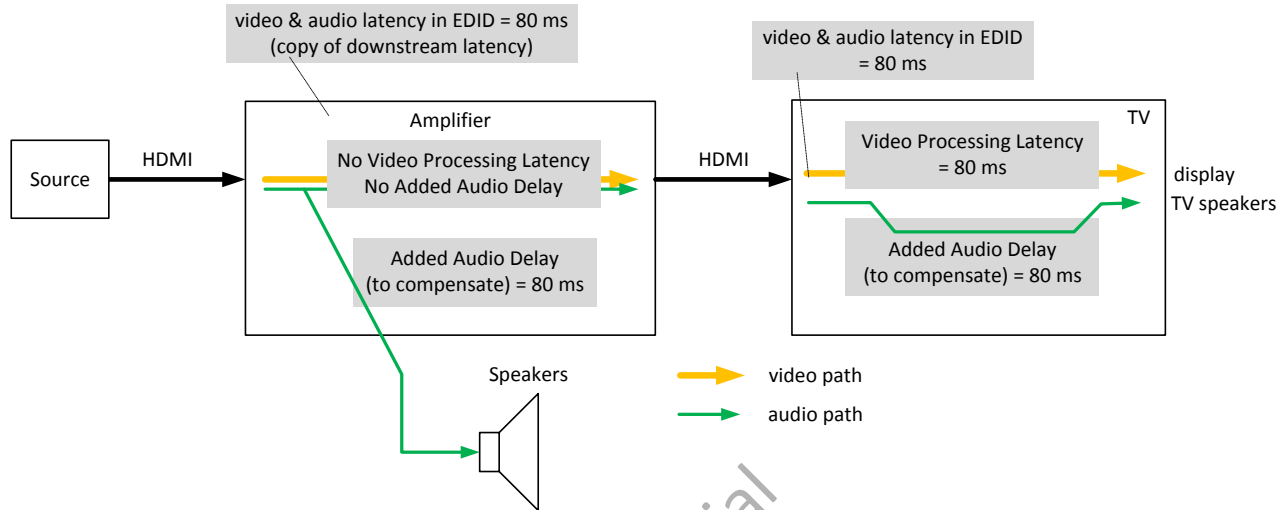 video & audio latency in EDID = 80 ms
(copy of downstream latency)
video & audio latency in EDID
= 80 ms
Amplifier
TV
Source
HDMI
No Video Processing Latency
No Added Audio Delay
HDMI
Video Processing Latency
= 80 ms
display
TV speakers
Added Audio Delay
(to compensate) = 80 ms
Added Audio Delay
(to compensate) = 80 ms
Speakers
video path
audio path